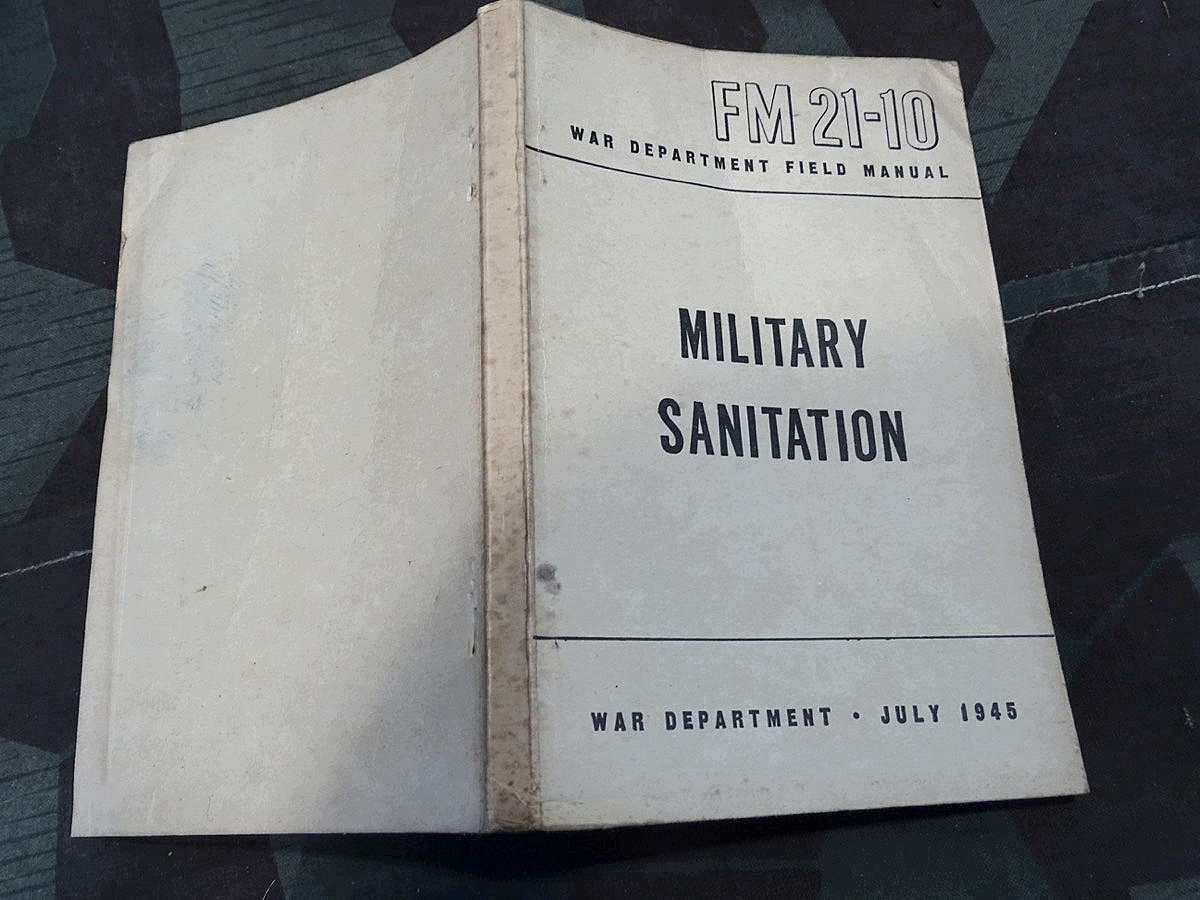 FM 21-10
WAR DEPARTMENT FIELD MANUAL
MILITARY
SANITATION
WAR DEPARTMENT • JULY 1945